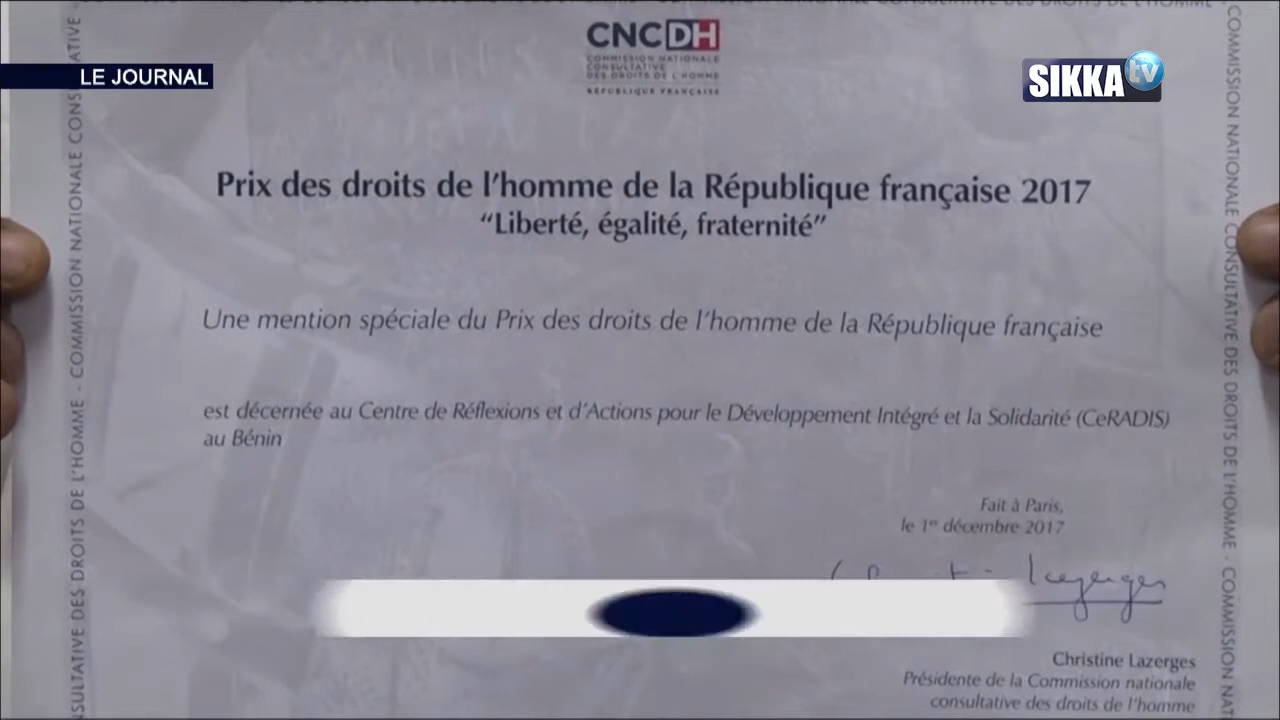 CNCDH
COMMISSION NATIONALE
CONSULTATIVE
DES DROITS DE L'HOMME
RÉPUBLIQUE FRANÇAISE
LE JOURNAL
SIKKA tv
Prix des droits de l'homme de la République française 2017
“Liberté, égalité, fraternité”
Une mention spéciale du Prix des droits de l'homme de la République française
est décernée au Centre de Réflexions et d'Actions pour le Développement Intégré et la Solidarité (CeRADIS)
au Bénin
Fait à Paris,
le 1er décembre 2017
Lazerges
Christine Lazerges
Présidente de la Commission nationale
consultative des droits de l'homme
SULTATIVE DES DROITS DE L'HOMME - COMMISSION NATIONALE CONSULTATIVE
COMMISSION NATIONALE CONSULTATIVE DES DROITS DE L'HOMME - COMMISSION NAT